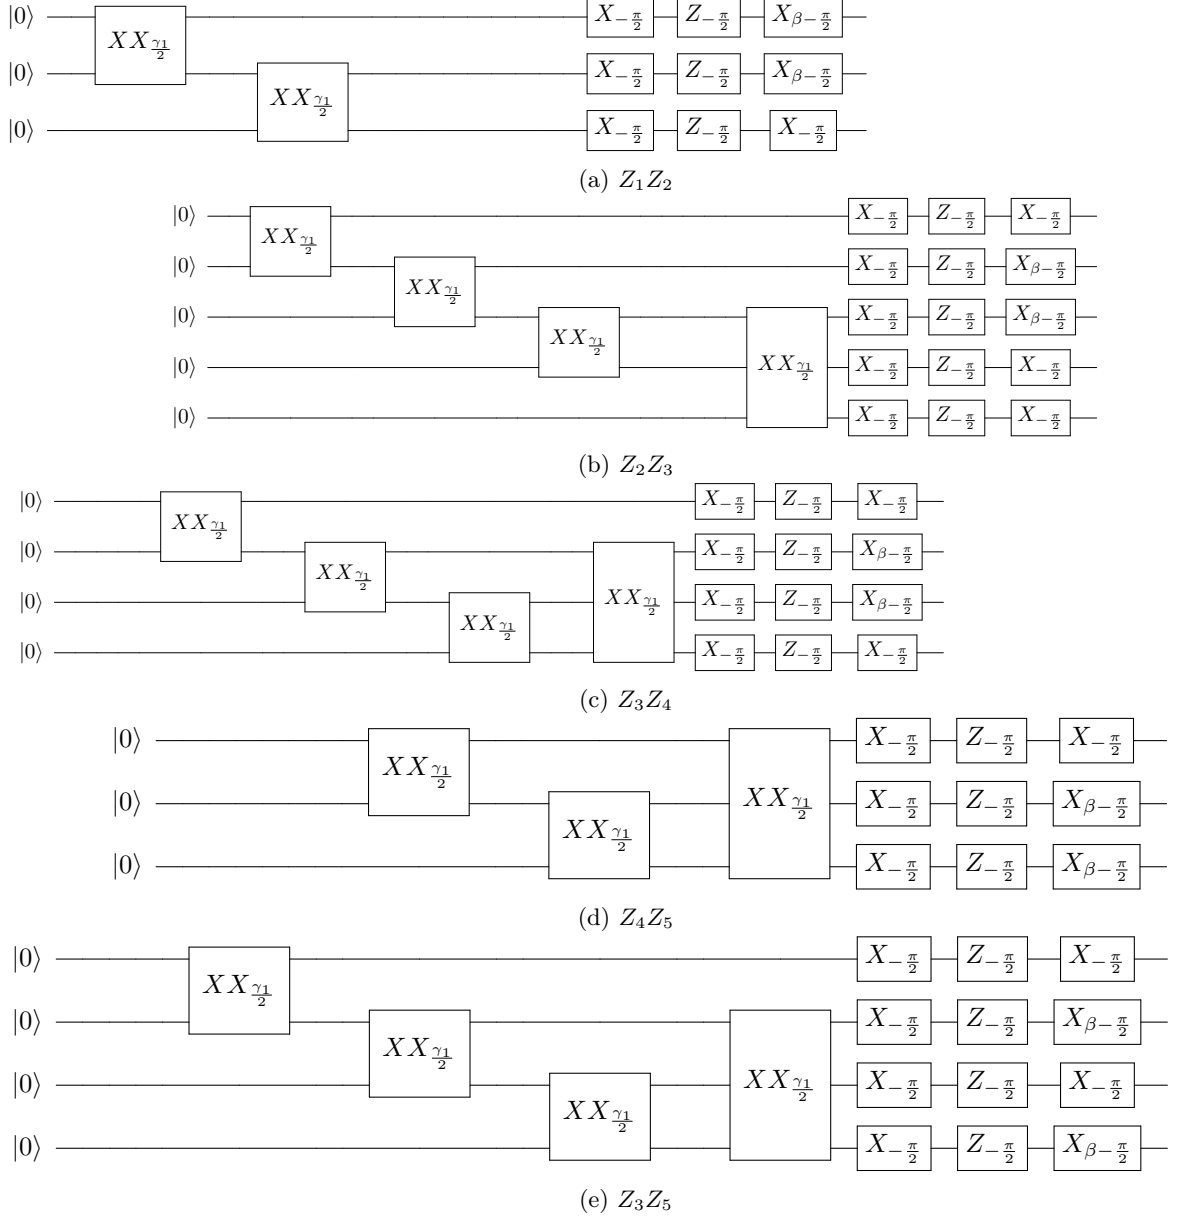 |0⟩ XX_{γ₁/2} X_{−π/2} Z_{−π/2} X_{β−π/2}
|0⟩ XX_{γ₁/2} X_{−π/2} Z_{−π/2} X_{β−π/2}
|0⟩ X_{−π/2} Z_{−π/2} X_{−π/2}
(a) Z₁Z₂
|0⟩ XX_{γ₁/2} X_{−π/2} Z_{−π/2} X_{−π/2}
|0⟩ XX_{γ₁/2} X_{−π/2} Z_{−π/2} X_{β−π/2}
|0⟩ XX_{γ₁/2} X_{−π/2} Z_{−π/2} X_{β−π/2}
|0⟩ XX_{γ₁/2} X_{−π/2} Z_{−π/2} X_{−π/2}
|0⟩ X_{−π/2} Z_{−π/2} X_{−π/2}
(b) Z₂Z₃
|0⟩ XX_{γ₁/2} X_{−π/2} Z_{−π/2} X_{−π/2}
|0⟩ XX_{γ₁/2} X_{−π/2} Z_{−π/2} X_{β−π/2}
|0⟩ XX_{γ₁/2} XX_{γ₁/2} X_{−π/2} Z_{−π/2} X_{β−π/2}
|0⟩ X_{−π/2} Z_{−π/2} X_{−π/2}
(c) Z₃Z₄
|0⟩ XX_{γ₁/2} X_{−π/2} Z_{−π/2} X_{−π/2}
|0⟩ XX_{γ₁/2} XX_{γ₁/2} X_{−π/2} Z_{−π/2} X_{β−π/2}
|0⟩ X_{−π/2} Z_{−π/2} X_{β−π/2}
(d) Z₄Z₅
|0⟩ XX_{γ₁/2} X_{−π/2} Z_{−π/2} X_{−π/2}
|0⟩ XX_{γ₁/2} X_{−π/2} Z_{−π/2} X_{β−π/2}
|0⟩ XX_{γ₁/2} XX_{γ₁/2} X_{−π/2} Z_{−π/2} X_{−π/2}
|0⟩ X_{−π/2} Z_{−π/2} X_{β−π/2}
(e) Z₃Z₅